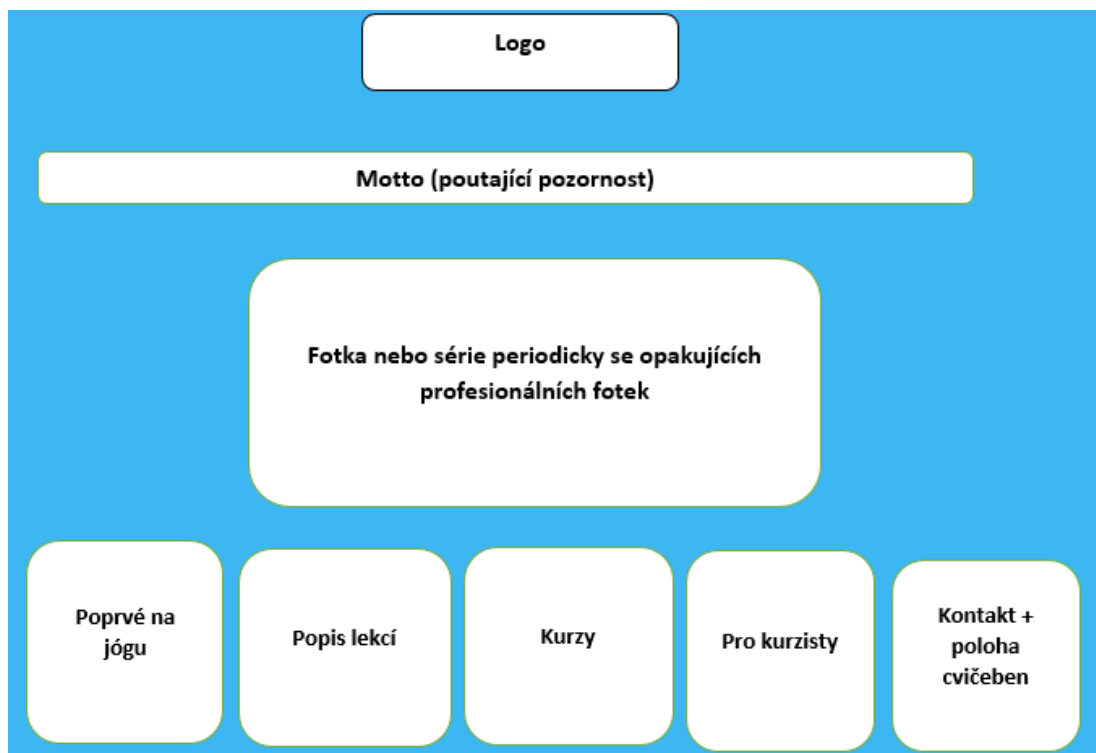 Logo
Motto (poutající pozornost)
Fotka nebo série periodicky se opakujících
profesionálních fotek
Poprvé na
jógu
Popis lekcí
Kurzy
Pro kurzisty
Kontakt +
poloha
cvičeben